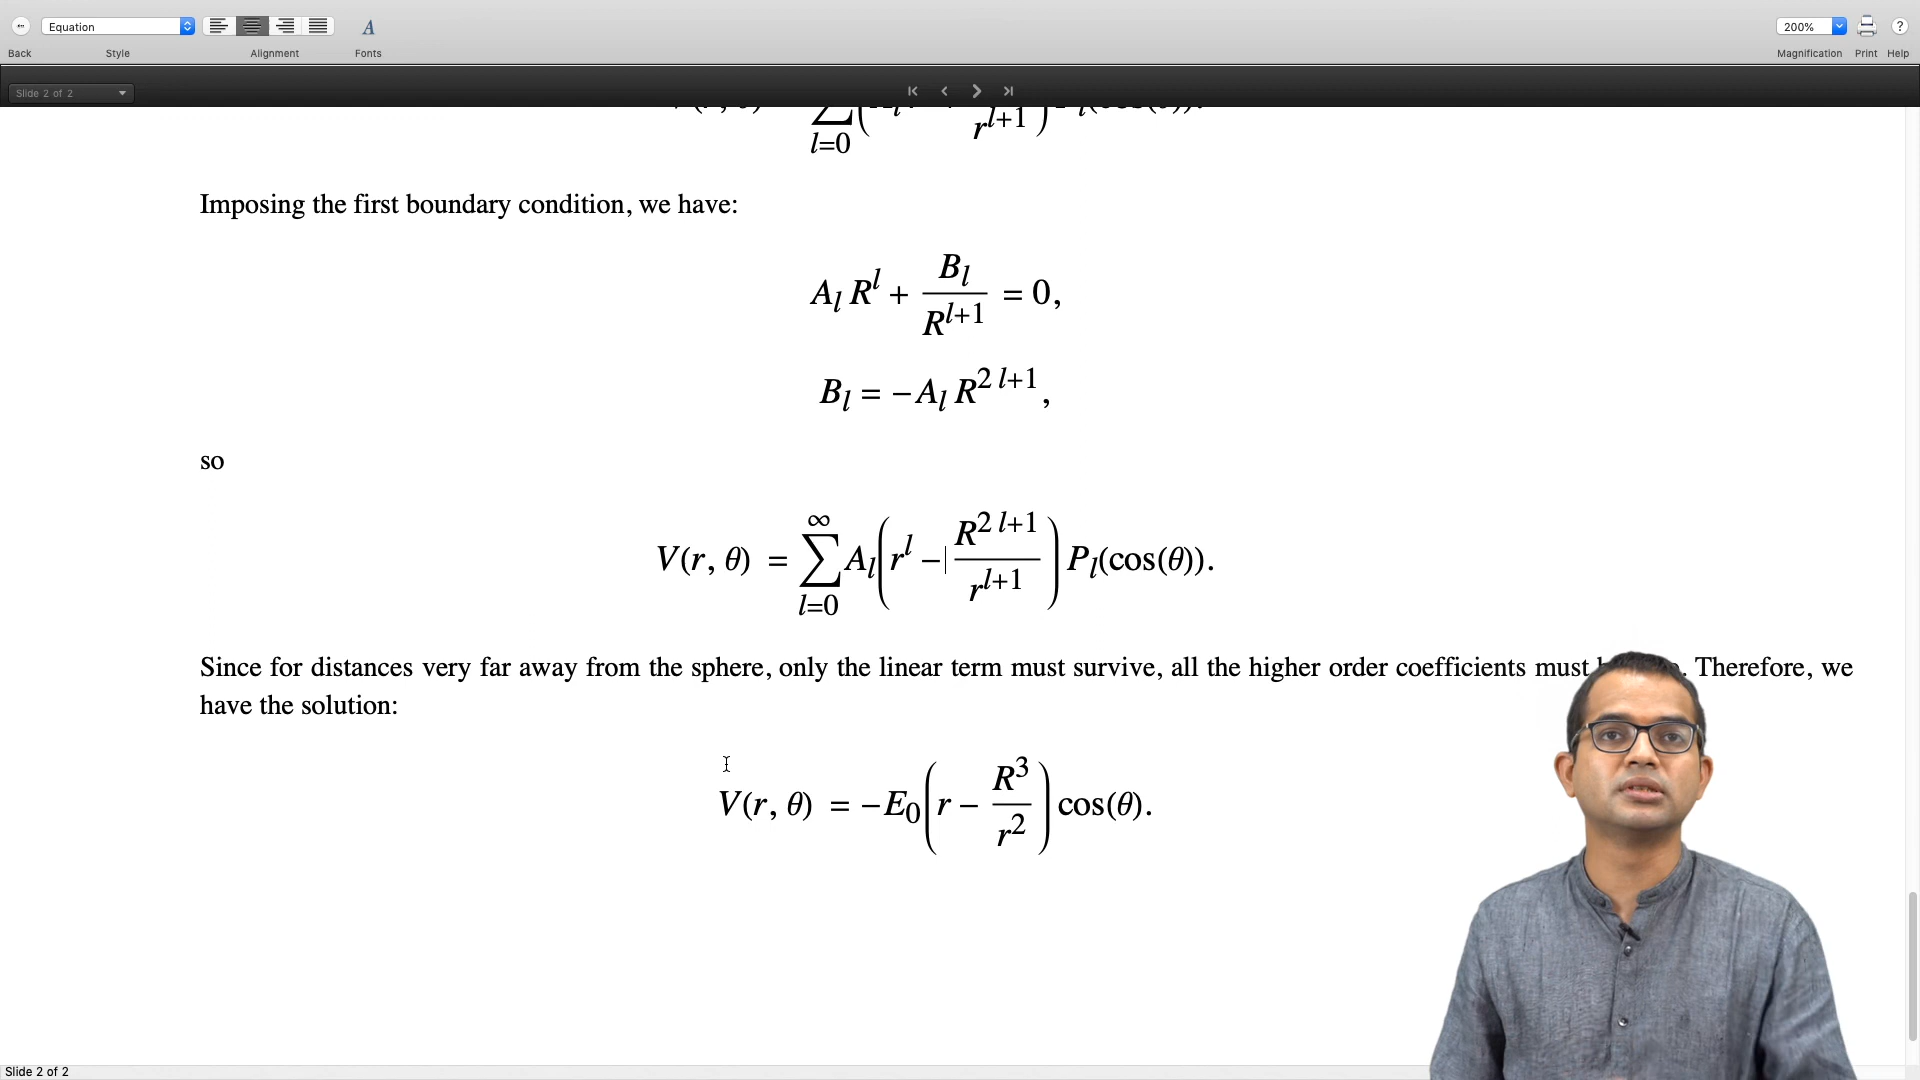 Equation
200%
Back
Style
Alignment
Fonts
Magnification
Print
Help
Slide 2 of 2
l=0
r^{l+1}
Imposing the first boundary condition, we have:
A_l R^l + B_l / R^{l+1} = 0,
B_l = − A_l R^{2 l+1} ,
so
V(r, θ) = ∑_{l=0}^{∞} A_l ( r^l − R^{2 l+1} / r^{l+1} ) P_l(cos(θ)).
Since for distances very far away from the sphere, only the linear term must survive, all the higher order coefficients must . Therefore, we
have the solution:
V(r, θ) = −E_0 ( r − R^3 / r^2 ) cos(θ).
Slide 2 of 2